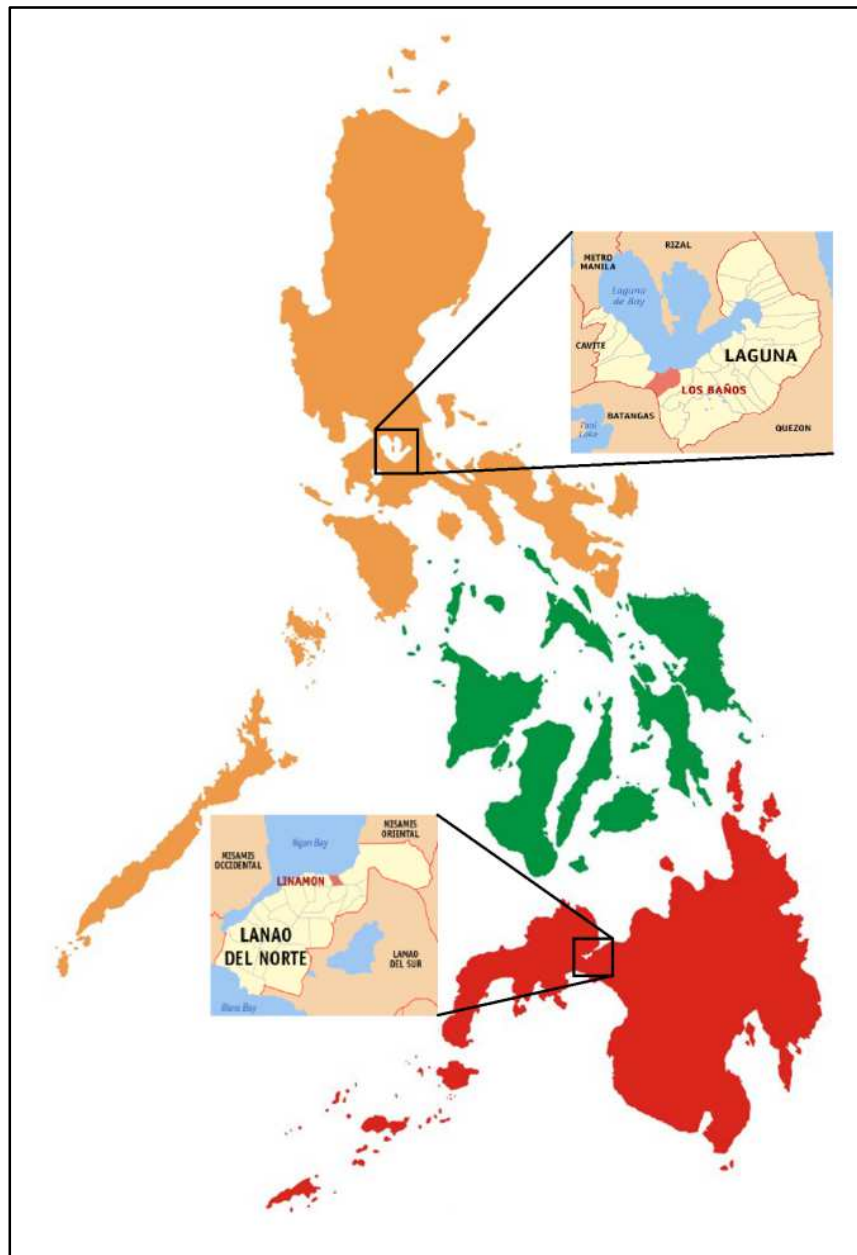 RIZAL
METRO
MANILA
Laguna
de Bay
CAVITE
LAGUNA
LOS BAÑOS
BATANGAS
Taal
Lake
QUEZON
MISAMIS
ORIENTAL
Iligan Bay
MISAMIS
OCCIDENTAL
LINAMON
LANAO
DEL NORTE
LANAO
DEL SUR
Illana Bay